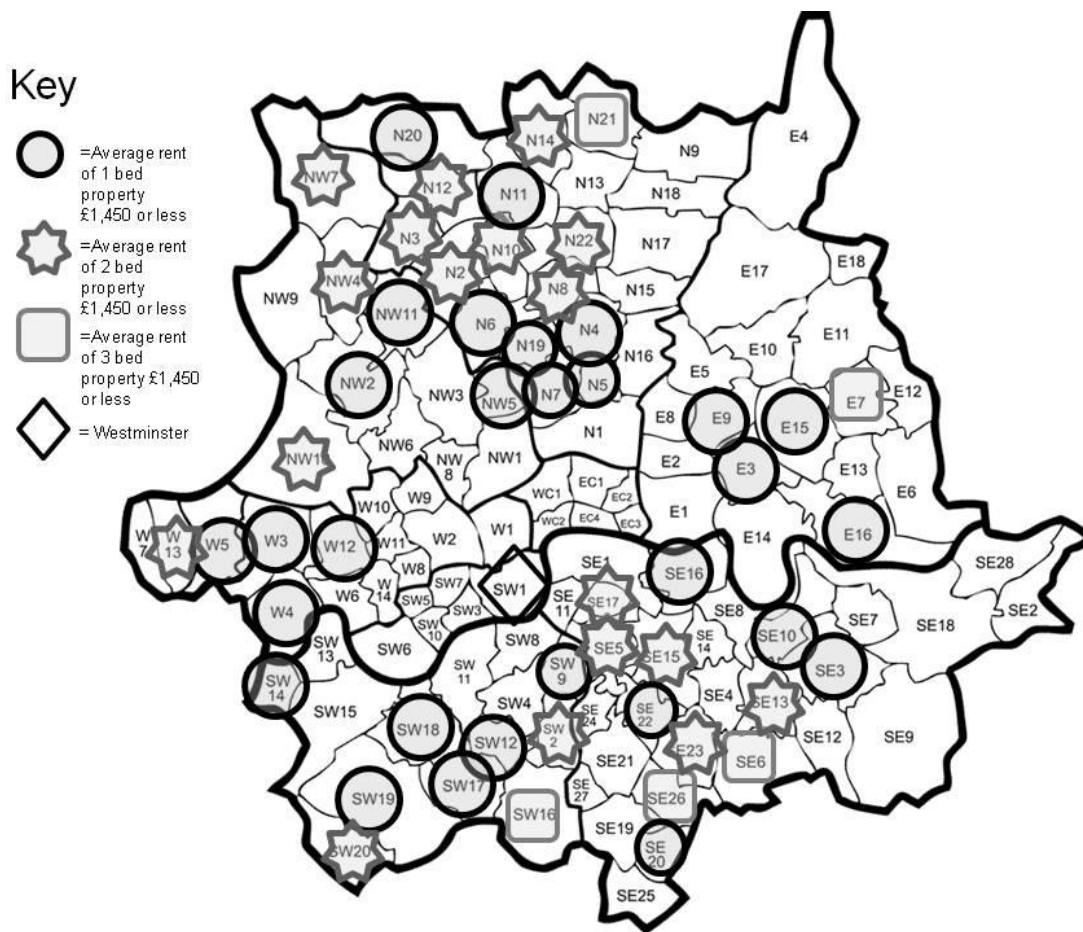 Key
=Average rent
of 1 bed
property
£1,450 or less
=Average rent
of 2 bed
property
£1,450 or less
=Average rent
of 3 bed
property £1,450
or less
= Westminster
N20
N14
N21
E4
NW7
N12
N11
N13
N9
N18
N3
N10
N22
N17
E17
E18
NW9
NW4
N2
N8
N15
NW11
N6
N19
N4
N16
E5
E10
E11
NW2
NW3
NW5
N7
N5
E8
E9
E15
E7
E12
N1
NW6
NW
8
NW1
E2
E3
E13
E6
W10
W9
WC1
EC1
EC2
WC2
EC4
EC3
E1
E14
E16
W
7
W
13
W5
W3
W12
W11
W2
W1
W8
W6
W
14
SW7
SW5
SW3
SW
10
SW1
SE1
SE16
SE28
SE2
W4
SW
13
SW6
SE
11
SE17
SE8
SE10
SE7
SE18
SW
14
SW15
SW
11
SW8
SW
9
SE5
SE15
SE
14
SE3
SW18
SW4
SW12
SW
2
SE
24
SE
22
SE4
SE13
SE12
SE9
E23
SE6
SE21
SW17
SE
27
SE26
SW19
SW16
SE19
SW20
SE
20
SE25